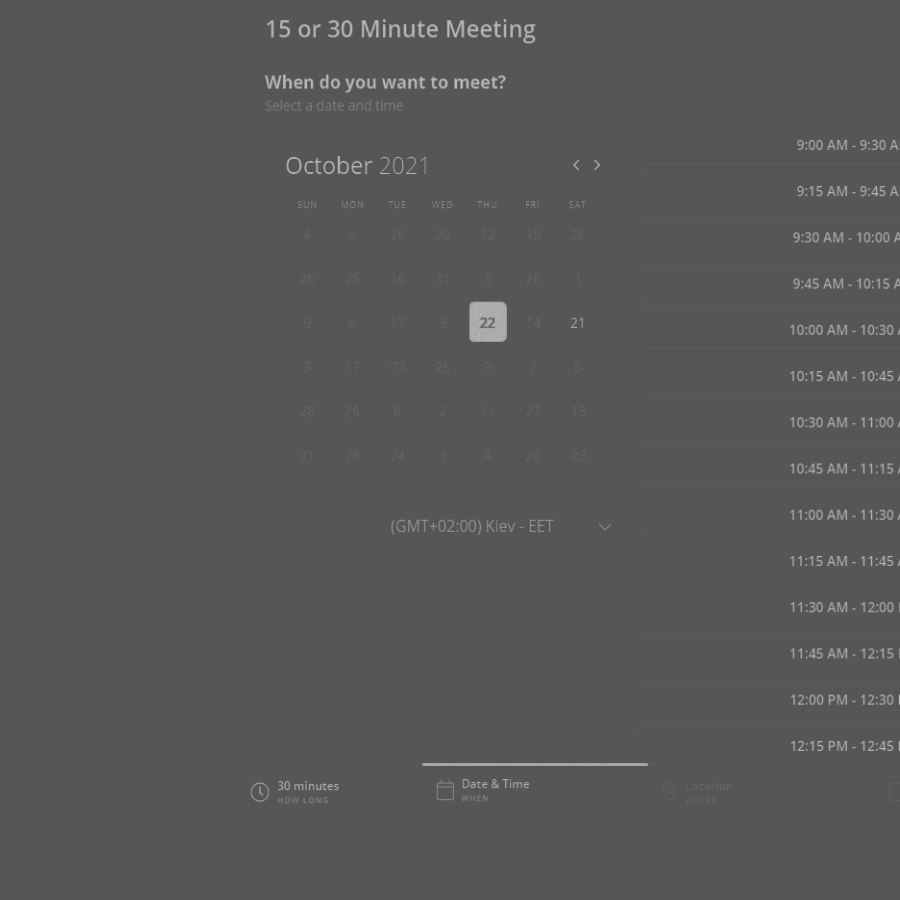 15 or 30 Minute Meeting
When do you want to meet?
Select a date and time
October 2021
SUN MON TUE WED THU FRI SAT
4 6 26 20 12 15 26
26 25 16 31 3 26 1
9 6 17 9 22 14 21
3 17 23 25 9 7 6
28 26 6 2 11 27 15
21 26 24 3 4 20 23
(GMT+02:00) Kiev - EET
9:00 AM - 9:30 A
9:15 AM - 9:45 A
9:30 AM - 10:00 A
9:45 AM - 10:15 A
10:00 AM - 10:30 A
10:15 AM - 10:45 A
10:30 AM - 11:00 A
10:45 AM - 11:15 A
11:00 AM - 11:30 A
11:15 AM - 11:45 A
11:30 AM - 12:00
11:45 AM - 12:15
12:00 PM - 12:30
12:15 PM - 12:45
30 minutes
HOW LONG
Date & Time
WHEN
Location
WHERE